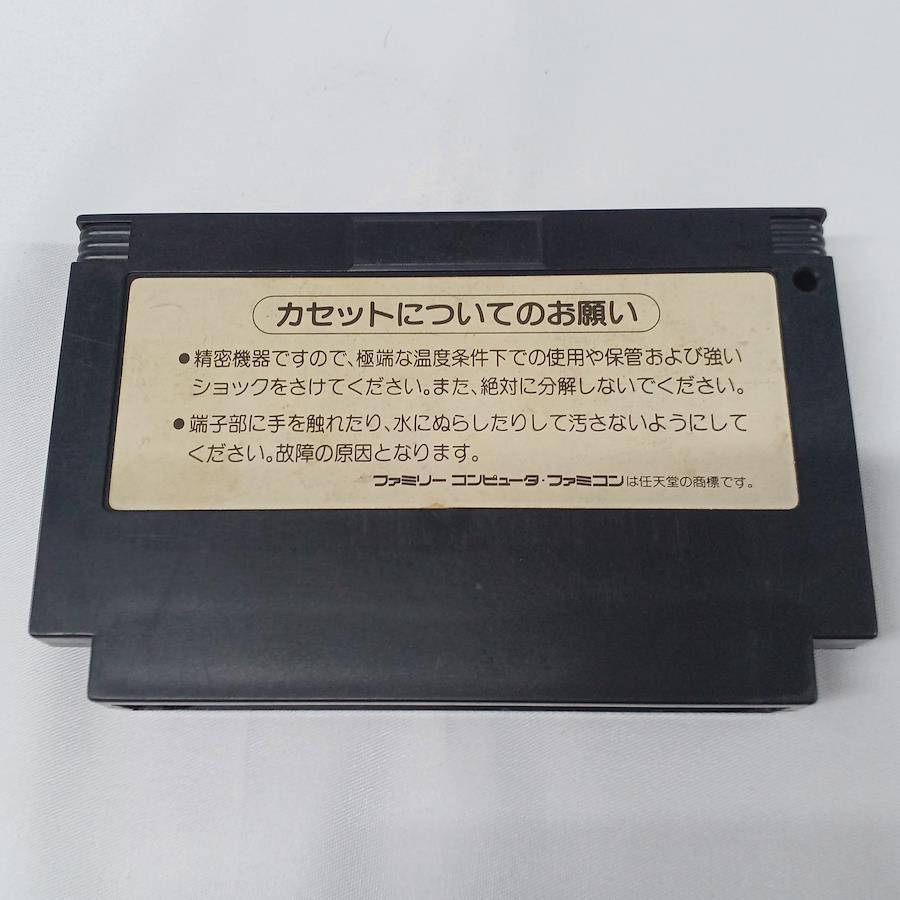 カセットについてのお願い
●精密機器ですので、極端な温度条件下での使用や保管および強い
ショックをさけてください。また、絶対に分解しないでください。
●端子部に手を触れたり、水にぬらしたりして汚さないようにして
ください。故障の原因となります。
ファミリー コンピュータ・ファミコンは任天堂の商標です。